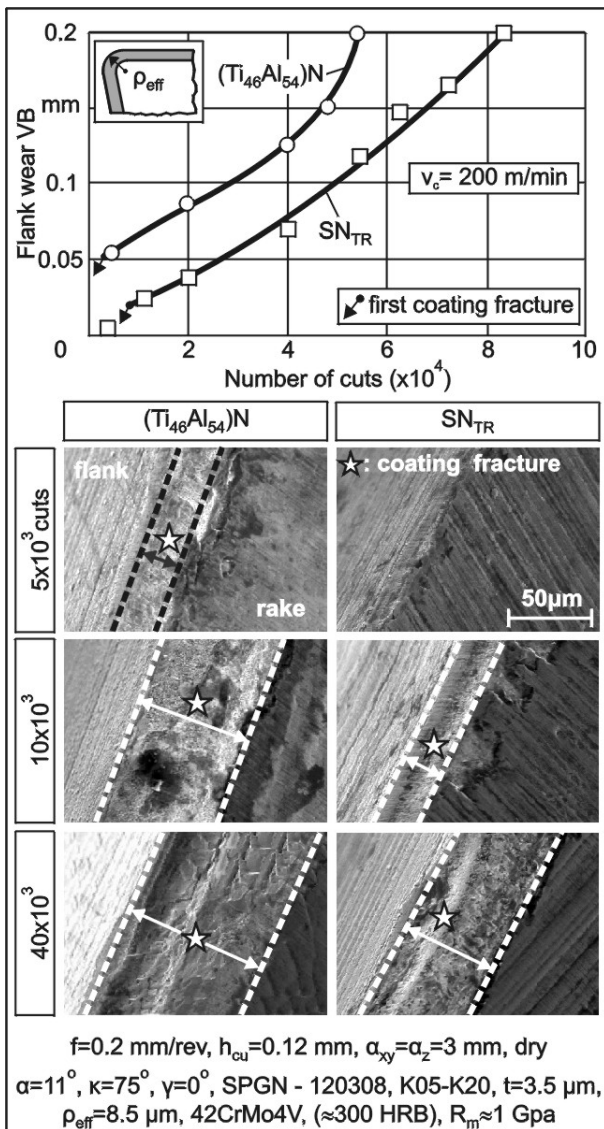 0.2
mm
0.1
0.05
0
Flank wear VB
ρeff
(Ti46Al54)N
vc= 200 m/min
SNTR
first coating fracture
2 4 6 8 10
Number of cuts (x10⁴)
(Ti46Al54)N
SNTR
5x10³ cuts
flank
rake
☆: coating fracture
50µm
10x10³
40x10³
f=0.2 mm/rev, hcu=0.12 mm, αxy=αz=3 mm, dry
α=11°, κ=75°, γ=0°, SPGN - 120308, K05-K20, t=3.5 µm,
ρeff=8.5 µm, 42CrMo4V, (≈300 HRB), Rm≈1 Gpa